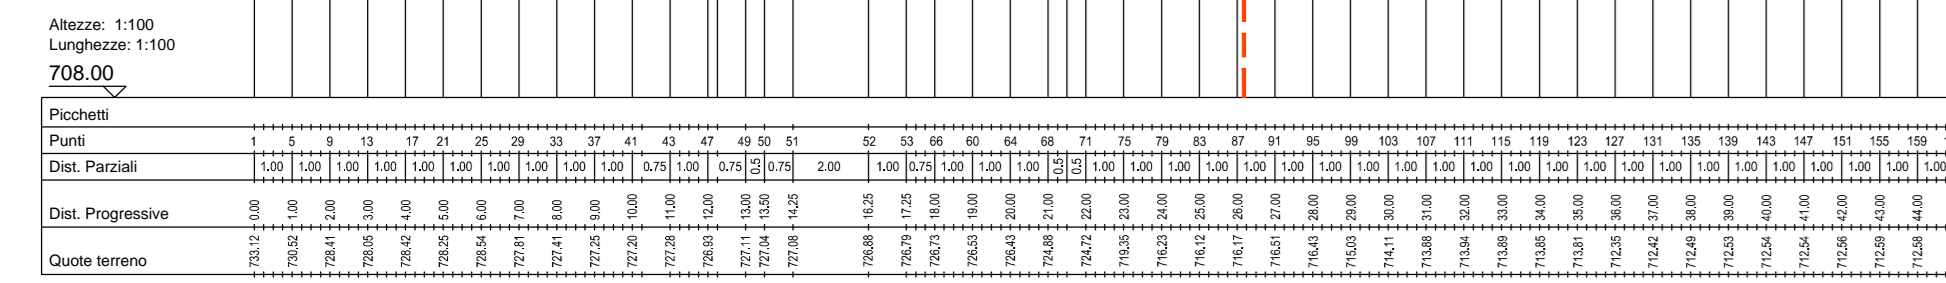 Altezze: 1:100
Lunghezze: 1:100
708.00
Picchetti
Punti 1 5 9 13 17 21 25 29 33 37 41 43 47 49 50 51 52 53 66 60 64 68 71 75 79 83 87 91 95 99 103 107 111 115 119 123 127 131 135 139 143 147 151 155 159
Dist. Parziali 1.00 1.00 1.00 1.00 1.00 1.00 1.00 1.00 1.00 1.00 0.75 1.00 0.75 0.5 0.75 2.00 1.00 0.75 1.00 1.00 1.00 0.5 0.5 1.00 1.00 1.00 1.00 1.00 1.00 1.00 1.00 1.00 1.00 1.00 1.00 1.00 1.00 1.00 1.00 1.00 1.00 1.00 1.00 1.00 1.00 1.00
Dist. Progressive 0.00 1.00 2.00 3.00 4.00 5.00 6.00 7.00 8.00 9.00 10.00 11.00 12.00 13.00 13.50 14.25 16.25 17.25 18.00 19.00 20.00 21.00 22.00 23.00 24.00 25.00 26.00 27.00 28.00 29.00 30.00 31.00 32.00 33.00 34.00 35.00 36.00 37.00 38.00 39.00 40.00 41.00 42.00 43.00 44.00
Quote terreno 733.12 730.52 728.41 728.05 728.42 728.25 728.54 727.81 727.41 727.25 727.20 727.28 726.93 727.11 727.04 727.08 726.88 726.79 726.73 726.53 726.43 724.88 724.72 719.35 716.23 716.12 716.17 716.51 716.43 715.03 714.11 713.88 713.94 713.89 713.85 713.81 712.35 712.42 712.49 712.53 712.54 712.54 712.56 712.59 712.58